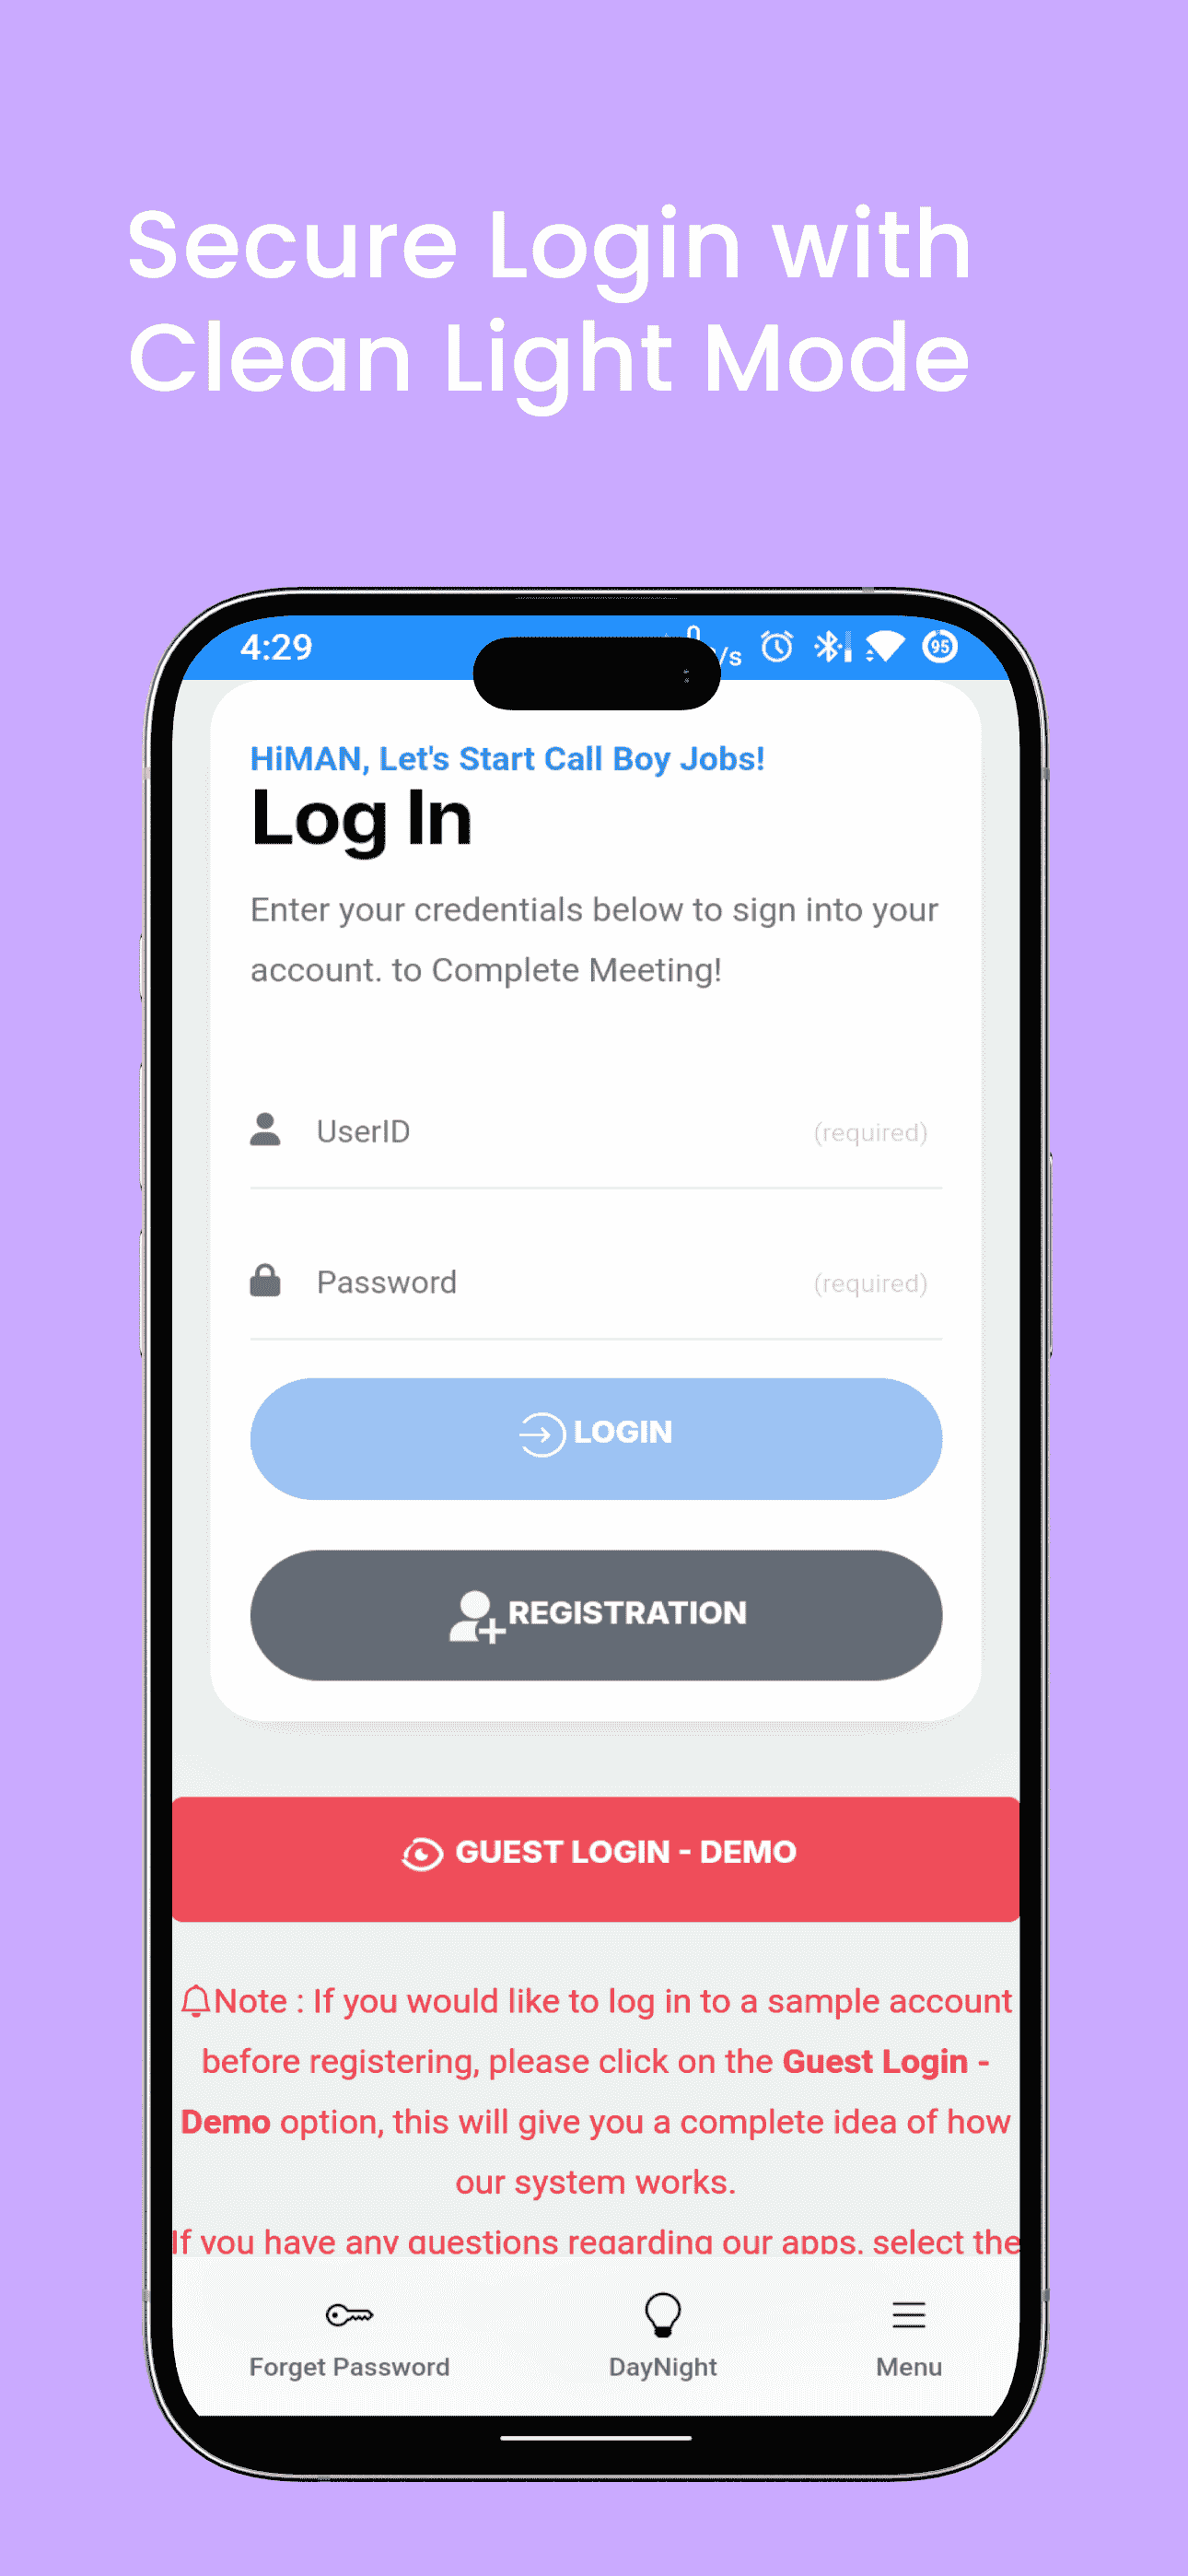 Secure Login with
Clean Light Mode
4:29
/s
95
HiMAN, Let's Start Call Boy Jobs!
Log In
Enter your credentials below to sign into your
account. to Complete Meeting!
UserID (required)
Password (required)
LOGIN
REGISTRATION
GUEST LOGIN - DEMO
Note : If you would like to log in to a sample account
before registering, please click on the Guest Login -
Demo option, this will give you a complete idea of how
our system works.
If you have any questions regarding our apps, select the
Forget Password
DayNight
Menu